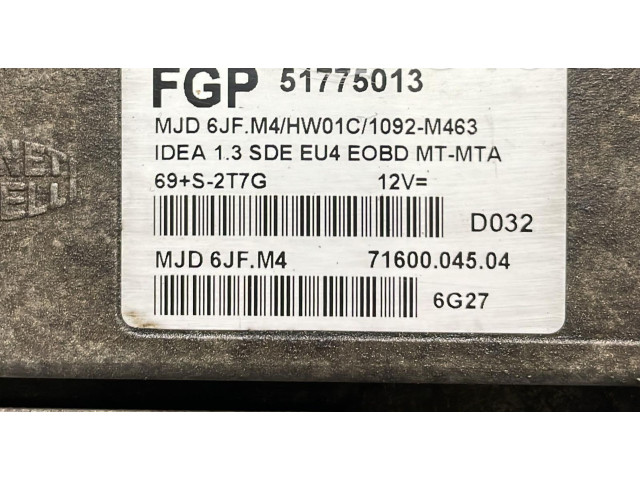 FGP 51775013
MJD 6JF.M4/HW01C/1092-M463
IDEA 1.3 SDE EU4 EOBD MT-MTA
69+S-2T7G 12V=
D032
MJD 6JF.M4 71600.045.04
6G27